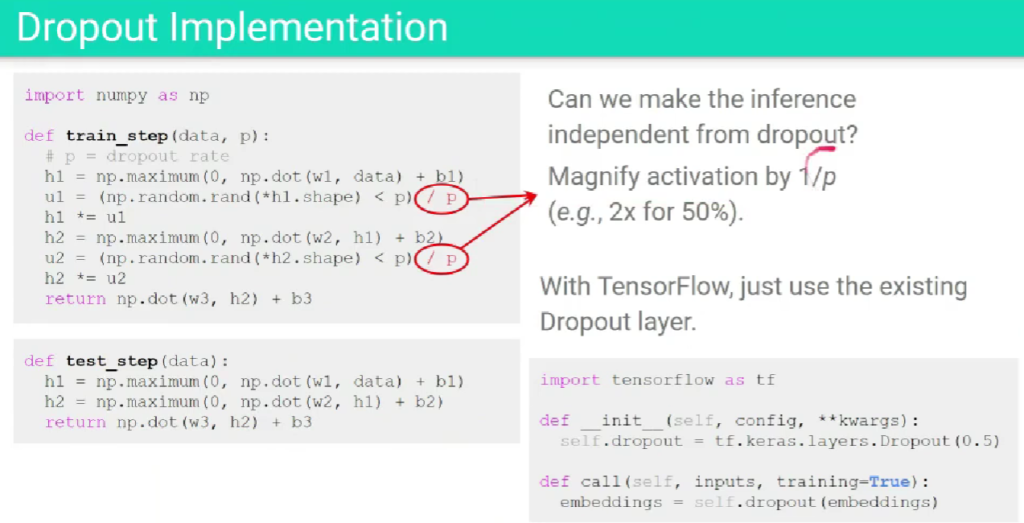 Dropout Implementation
import numpy as np
def train_step(data, p):
# p = dropout rate
h1 = np.maximum(0, np.dot(w1, data) + b1)
u1 = (np.random.rand(*h1.shape) < p) / p
h1 *= u1
h2 = np.maximum(0, np.dot(w2, h1) + b2)
u2 = (np.random.rand(*h2.shape) < p) / p
h2 *= u2
return np.dot(w3, h2) + b3
def test_step(data):
h1 = np.maximum(0, np.dot(w1, data) + b1)
h2 = np.maximum(0, np.dot(w2, h1) + b2)
return np.dot(w3, h2) + b3
Can we make the inference
independent from dropout?
Magnify activation by 1/p
(e.g., 2x for 50%).
With TensorFlow, just use the existing
Dropout layer.
import tensorflow as tf
def __init__(self, config, **kwargs):
self.dropout = tf.keras.layers.Dropout(0.5)
def call(self, inputs, training=True):
embeddings = self.dropout(embeddings)